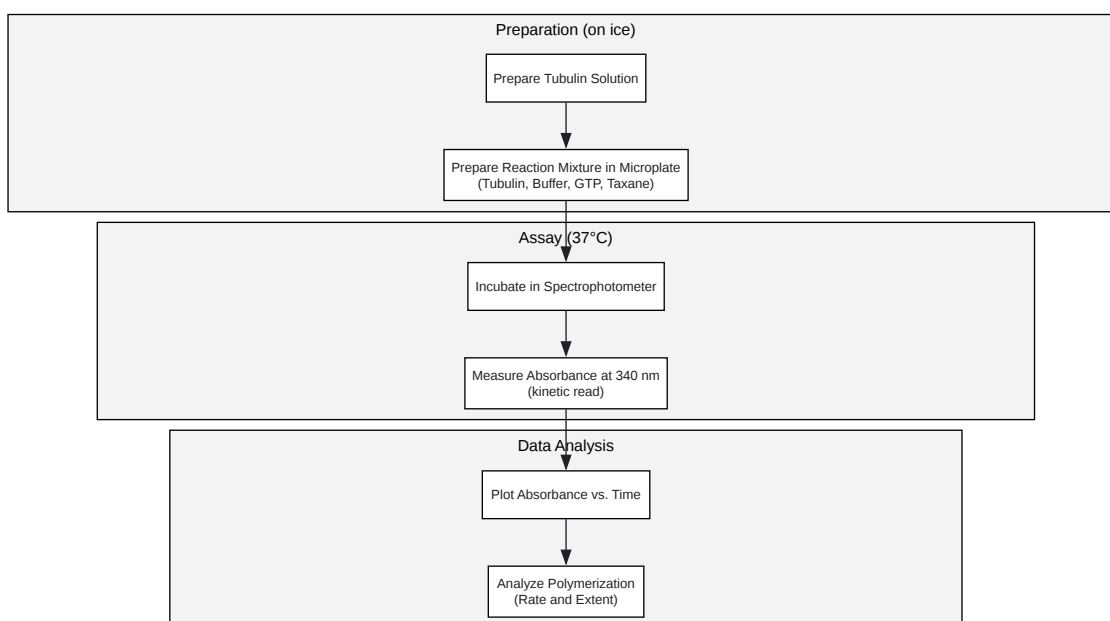 Preparation (on ice)
Prepare Tubulin Solution
Prepare Reaction Mixture in Microplate
(Tubulin, Buffer, GTP, Taxane)
Assay (37°C)
Incubate in Spectrophotometer
Measure Absorbance at 340 nm
(kinetic read)
Data Analysis
Plot Absorbance vs. Time
Analyze Polymerization
(Rate and Extent)